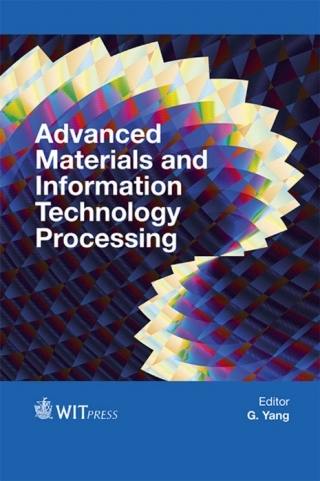 Advanced
Materials and
Information
Technology
Processing
WITPRESS
Editor
G. Yang